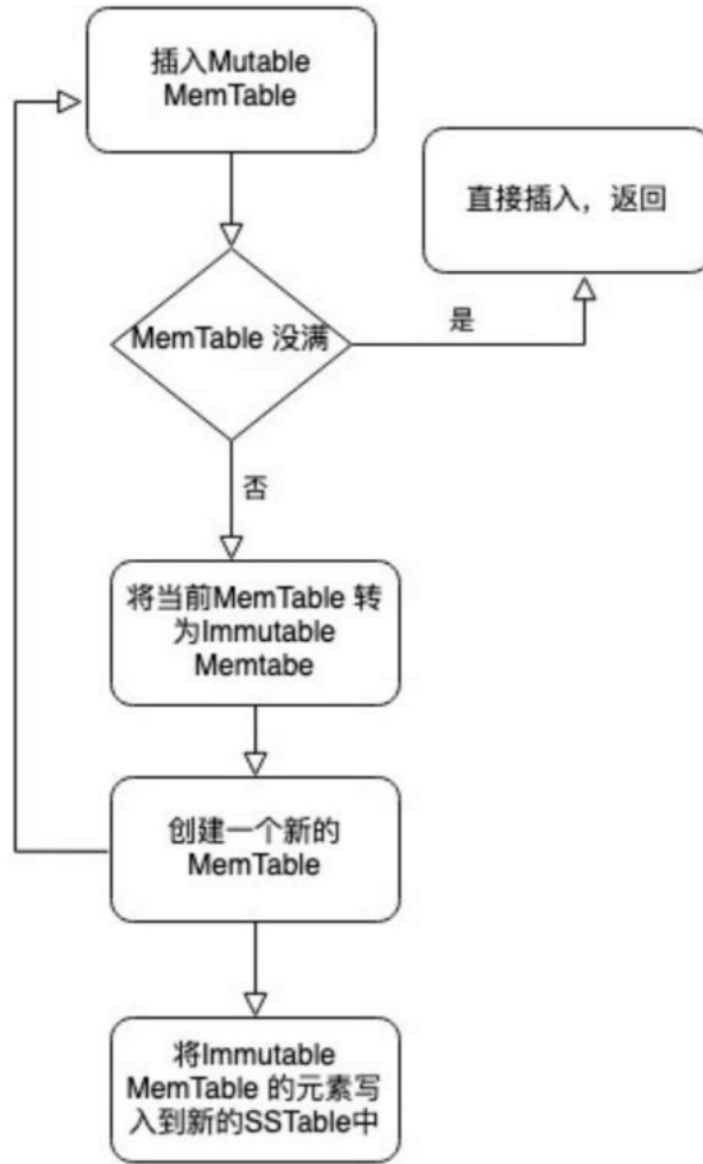 插入Mutable
MemTable
直接插入，返回
MemTable 没满
是
否
将当前MemTable 转
为Immutable
Memtabe
创建一个新的
MemTable
将Immutable
MemTable 的元素写
入到新的SSTable中